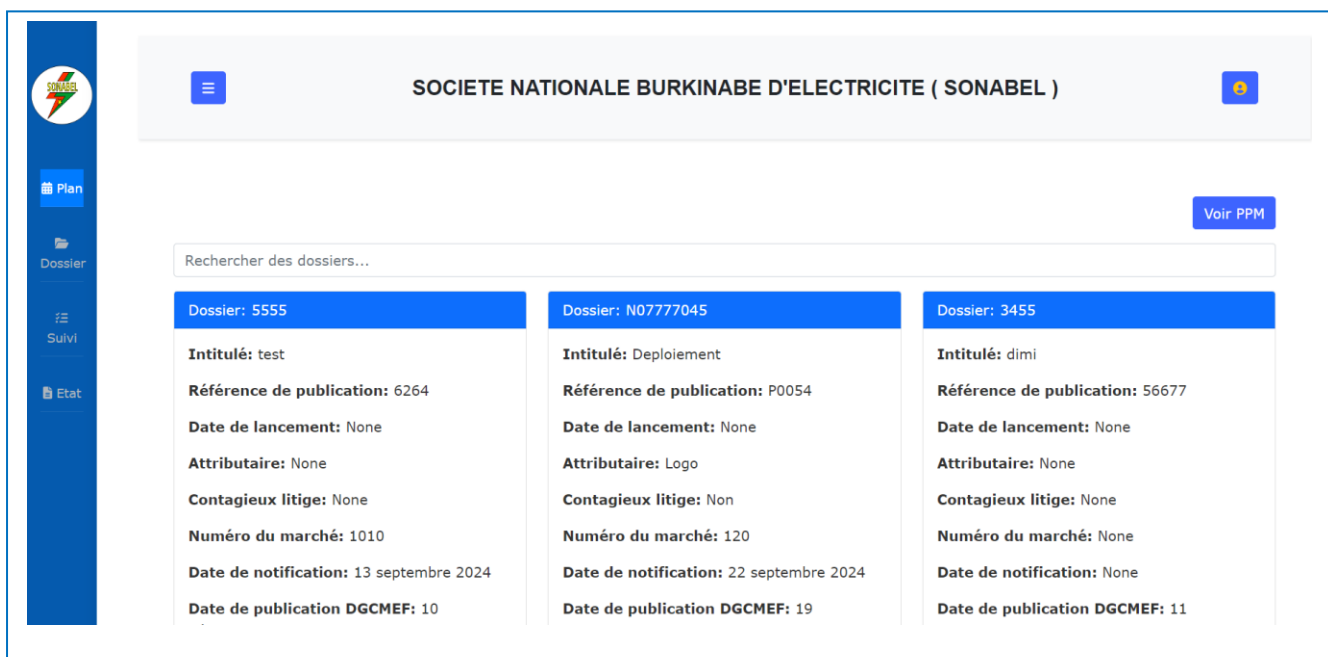 SONABEL
SOCIETE NATIONALE BURKINABE D'ELECTRICITE ( SONABEL )
Plan
Dossier
Suivi
Etat
Voir PPM
Rechercher des dossiers...
Dossier: 5555
Intitulé: test
Référence de publication: 6264
Date de lancement: None
Attributaire: None
Contagieux litige: None
Numéro du marché: 1010
Date de notification: 13 septembre 2024
Date de publication DGCMEF: 10
Dossier: N07777045
Intitulé: Deploiement
Référence de publication: P0054
Date de lancement: None
Attributaire: Logo
Contagieux litige: Non
Numéro du marché: 120
Date de notification: 22 septembre 2024
Date de publication DGCMEF: 19
Dossier: 3455
Intitulé: dimi
Référence de publication: 56677
Date de lancement: None
Attributaire: None
Contagieux litige: None
Numéro du marché: None
Date de notification: None
Date de publication DGCMEF: 11